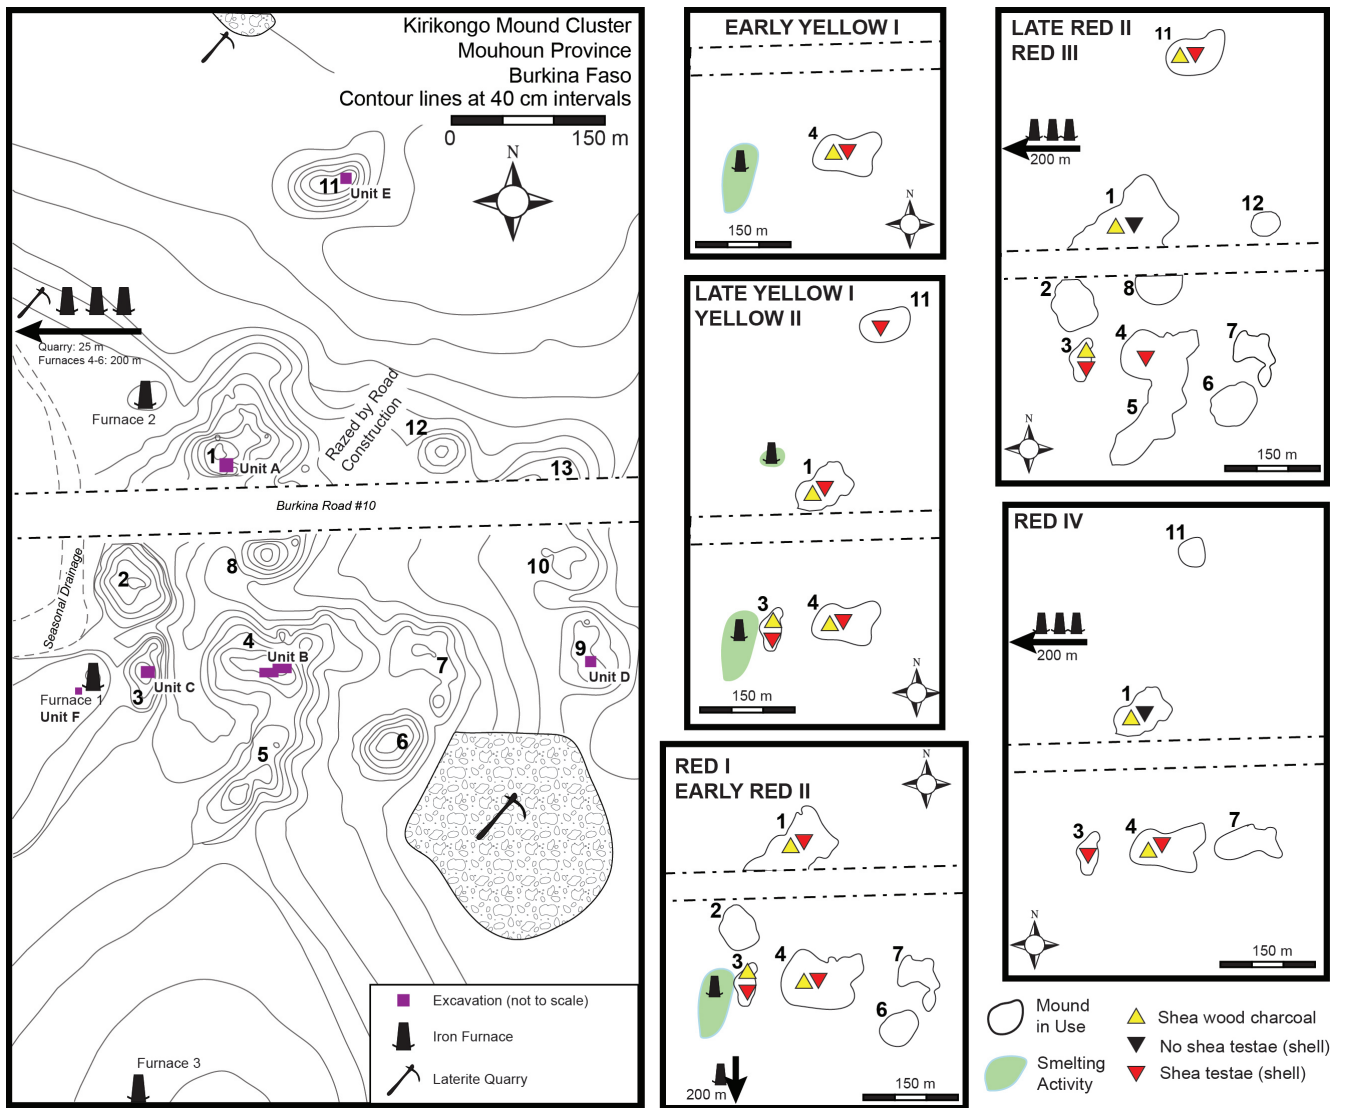 Kirikongo Mound Cluster
Mouhoun Province
Burkina Faso
Contour lines at 40 cm intervals
0 150 m
N
11
Unit E
Quarry: 25 m
Furnaces 4-6: 200 m
Furnace 2
Razed by Road
Construction
12
1
Unit A
13
Burkina Road #10
Seasonal Drainage
2
8
10
4
Unit B
9
Unit D
7
3
Unit C
Furnace 1
Unit F
5
6
Furnace 3
Excavation (not to scale)
Iron Furnace
Laterite Quarry
EARLY YELLOW I
4
N
150 m
LATE YELLOW I
YELLOW II
11
1
3
4
N
150 m
RED I
EARLY RED II
N
1
2
3
4
7
6
200 m
150 m
LATE RED II
RED III
11
200 m
1
12
2
8
3
4
7
6
5
N
150 m
RED IV
11
200 m
1
3
4
7
N
150 m
Mound
in Use
Smelting
Activity
Shea wood charcoal
No shea testae (shell)
Shea testae (shell)